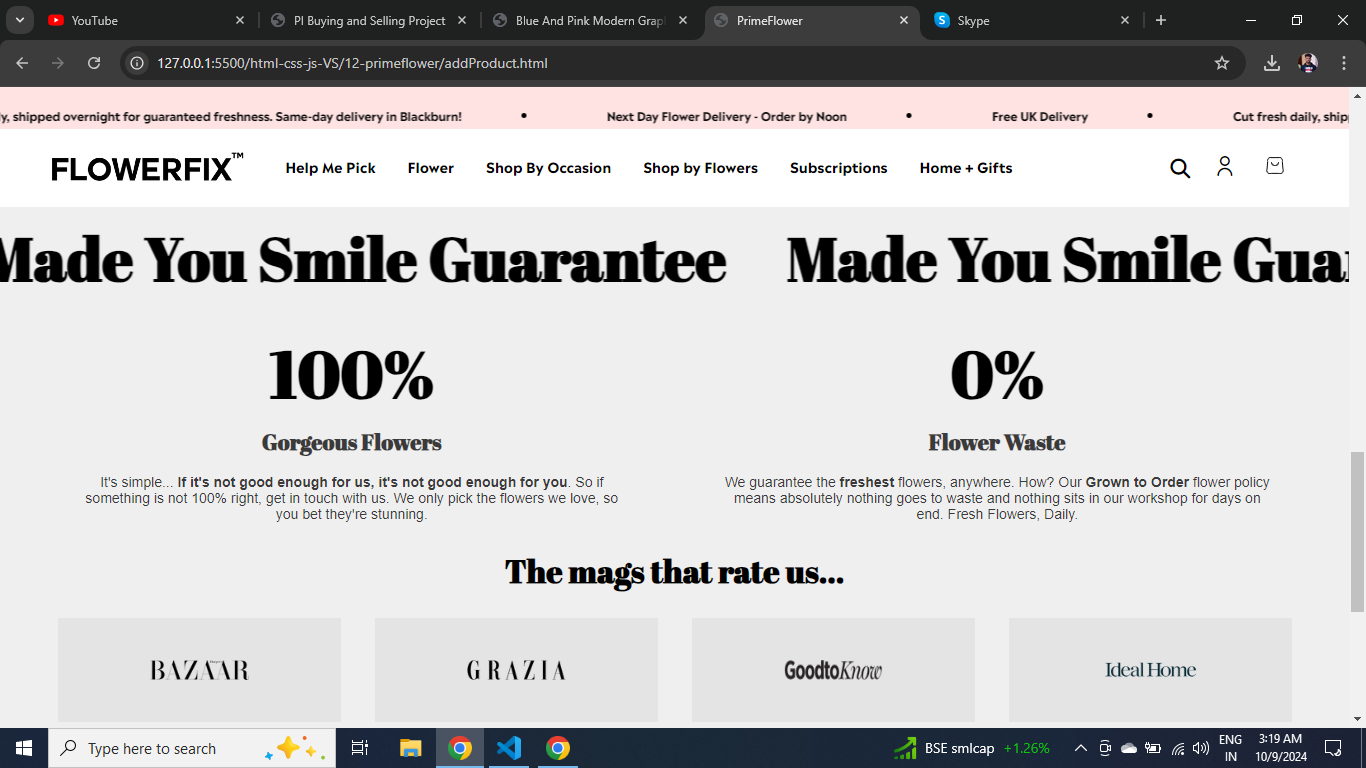 YouTube
PI Buying and Selling Project
Blue And Pink Modern Grap
PrimeFlower
Skype
127.0.0.1:5500/html-css-js-VS/12-primeflower/addProduct.html
y, shipped overnight for guaranteed freshness. Same-day delivery in Blackburn! • Next Day Flower Delivery - Order by Noon • Free UK Delivery • Cut fresh daily, ship
FLOWERFIX™ Help Me Pick Flower Shop By Occasion Shop by Flowers Subscriptions Home + Gifts
Made You Smile Guarantee Made You Smile Guar
100%
Gorgeous Flowers
It's simple... If it's not good enough for us, it's not good enough for you. So if
something is not 100% right, get in touch with us. We only pick the flowers we love, so
you bet they're stunning.
0%
Flower Waste
We guarantee the freshest flowers, anywhere. How? Our Grown to Order flower policy
means absolutely nothing goes to waste and nothing sits in our workshop for days on
end. Fresh Flowers, Daily.
The mags that rate us...
BAZAAR
GRAZIA
GoodtoKnow
Ideal Home
Type here to search
BSE smlcap +1.26%
ENG
IN
3:19 AM
10/9/2024